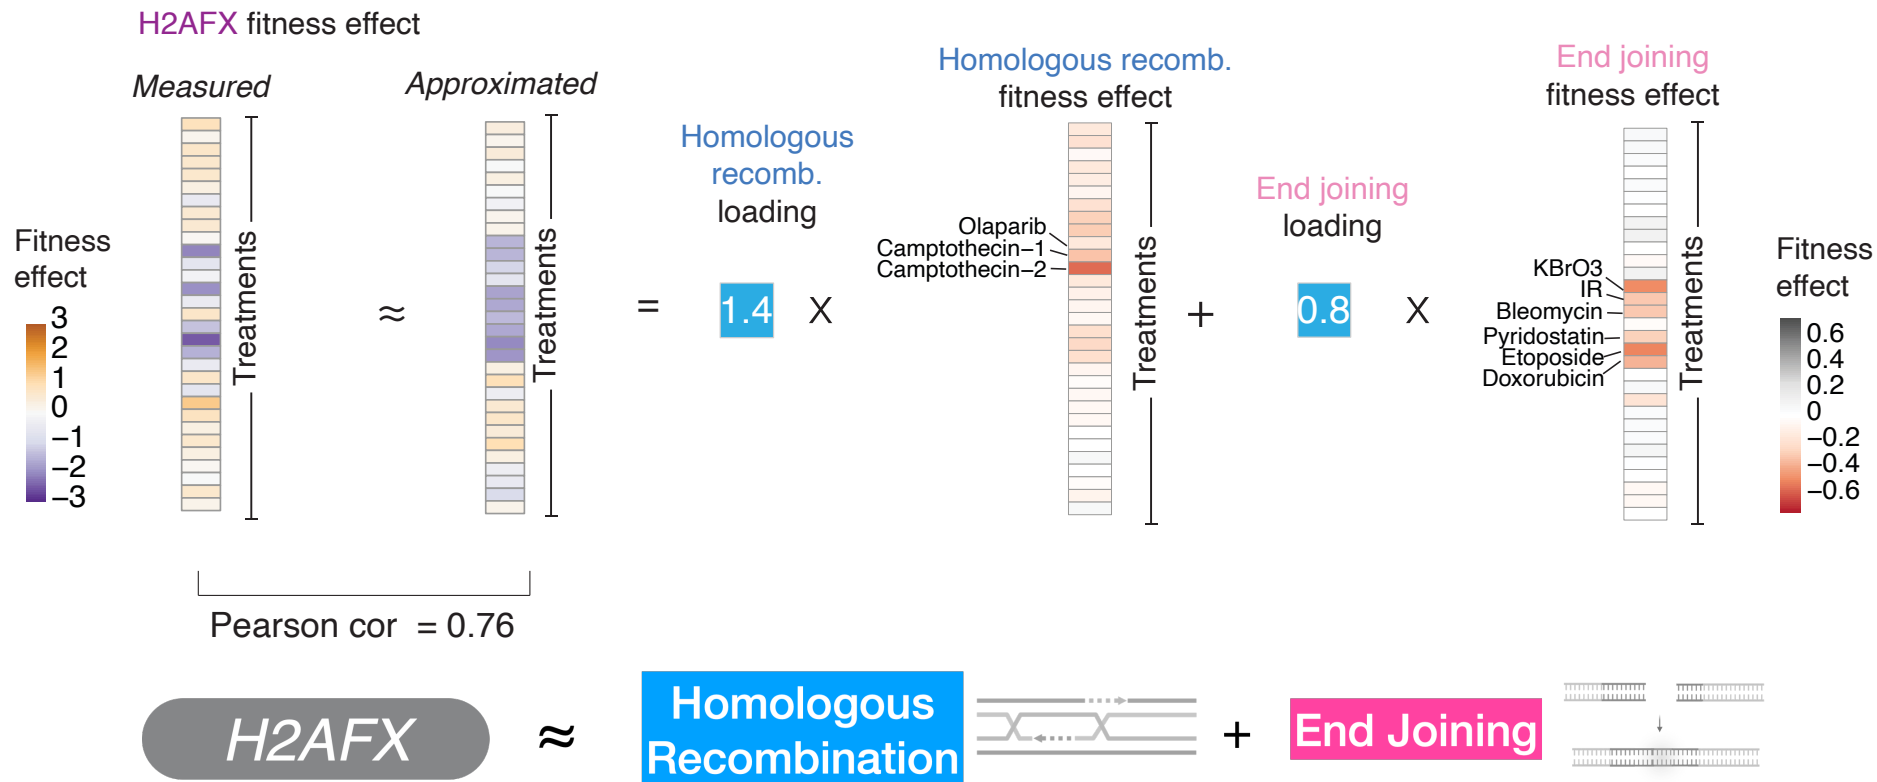 H2AFX fitness effect
Measured
Approximated
Treatments
Treatments
Fitness
effect
3
2
1
0
−1
−2
−3
≈
=
Homologous
recomb.
loading
1.4
X
Homologous recomb.
fitness effect
Olaparib
Camptothecin−1
Camptothecin−2
Treatments
+
End joining
loading
0.8
X
End joining
fitness effect
KBrO3
IR
Bleomycin
Pyridostatin
Etoposide
Doxorubicin
Treatments
Fitness
effect
0.6
0.4
0.2
0
−0.2
−0.4
−0.6
Pearson cor = 0.76
H2AFX
≈
Homologous
Recombination
+
End Joining